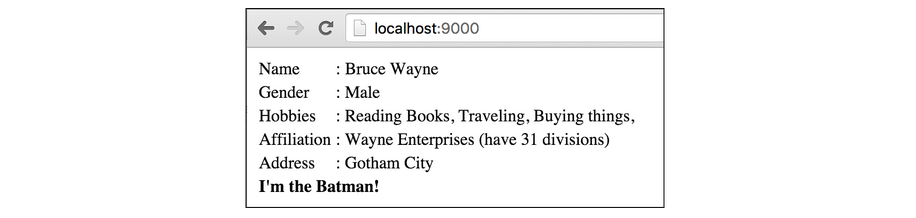 localhost:9000
Name : Bruce Wayne
Gender : Male
Hobbies : Reading Books, Traveling, Buying things,
Affiliation : Wayne Enterprises (have 31 divisions)
Address : Gotham City
I'm the Batman!